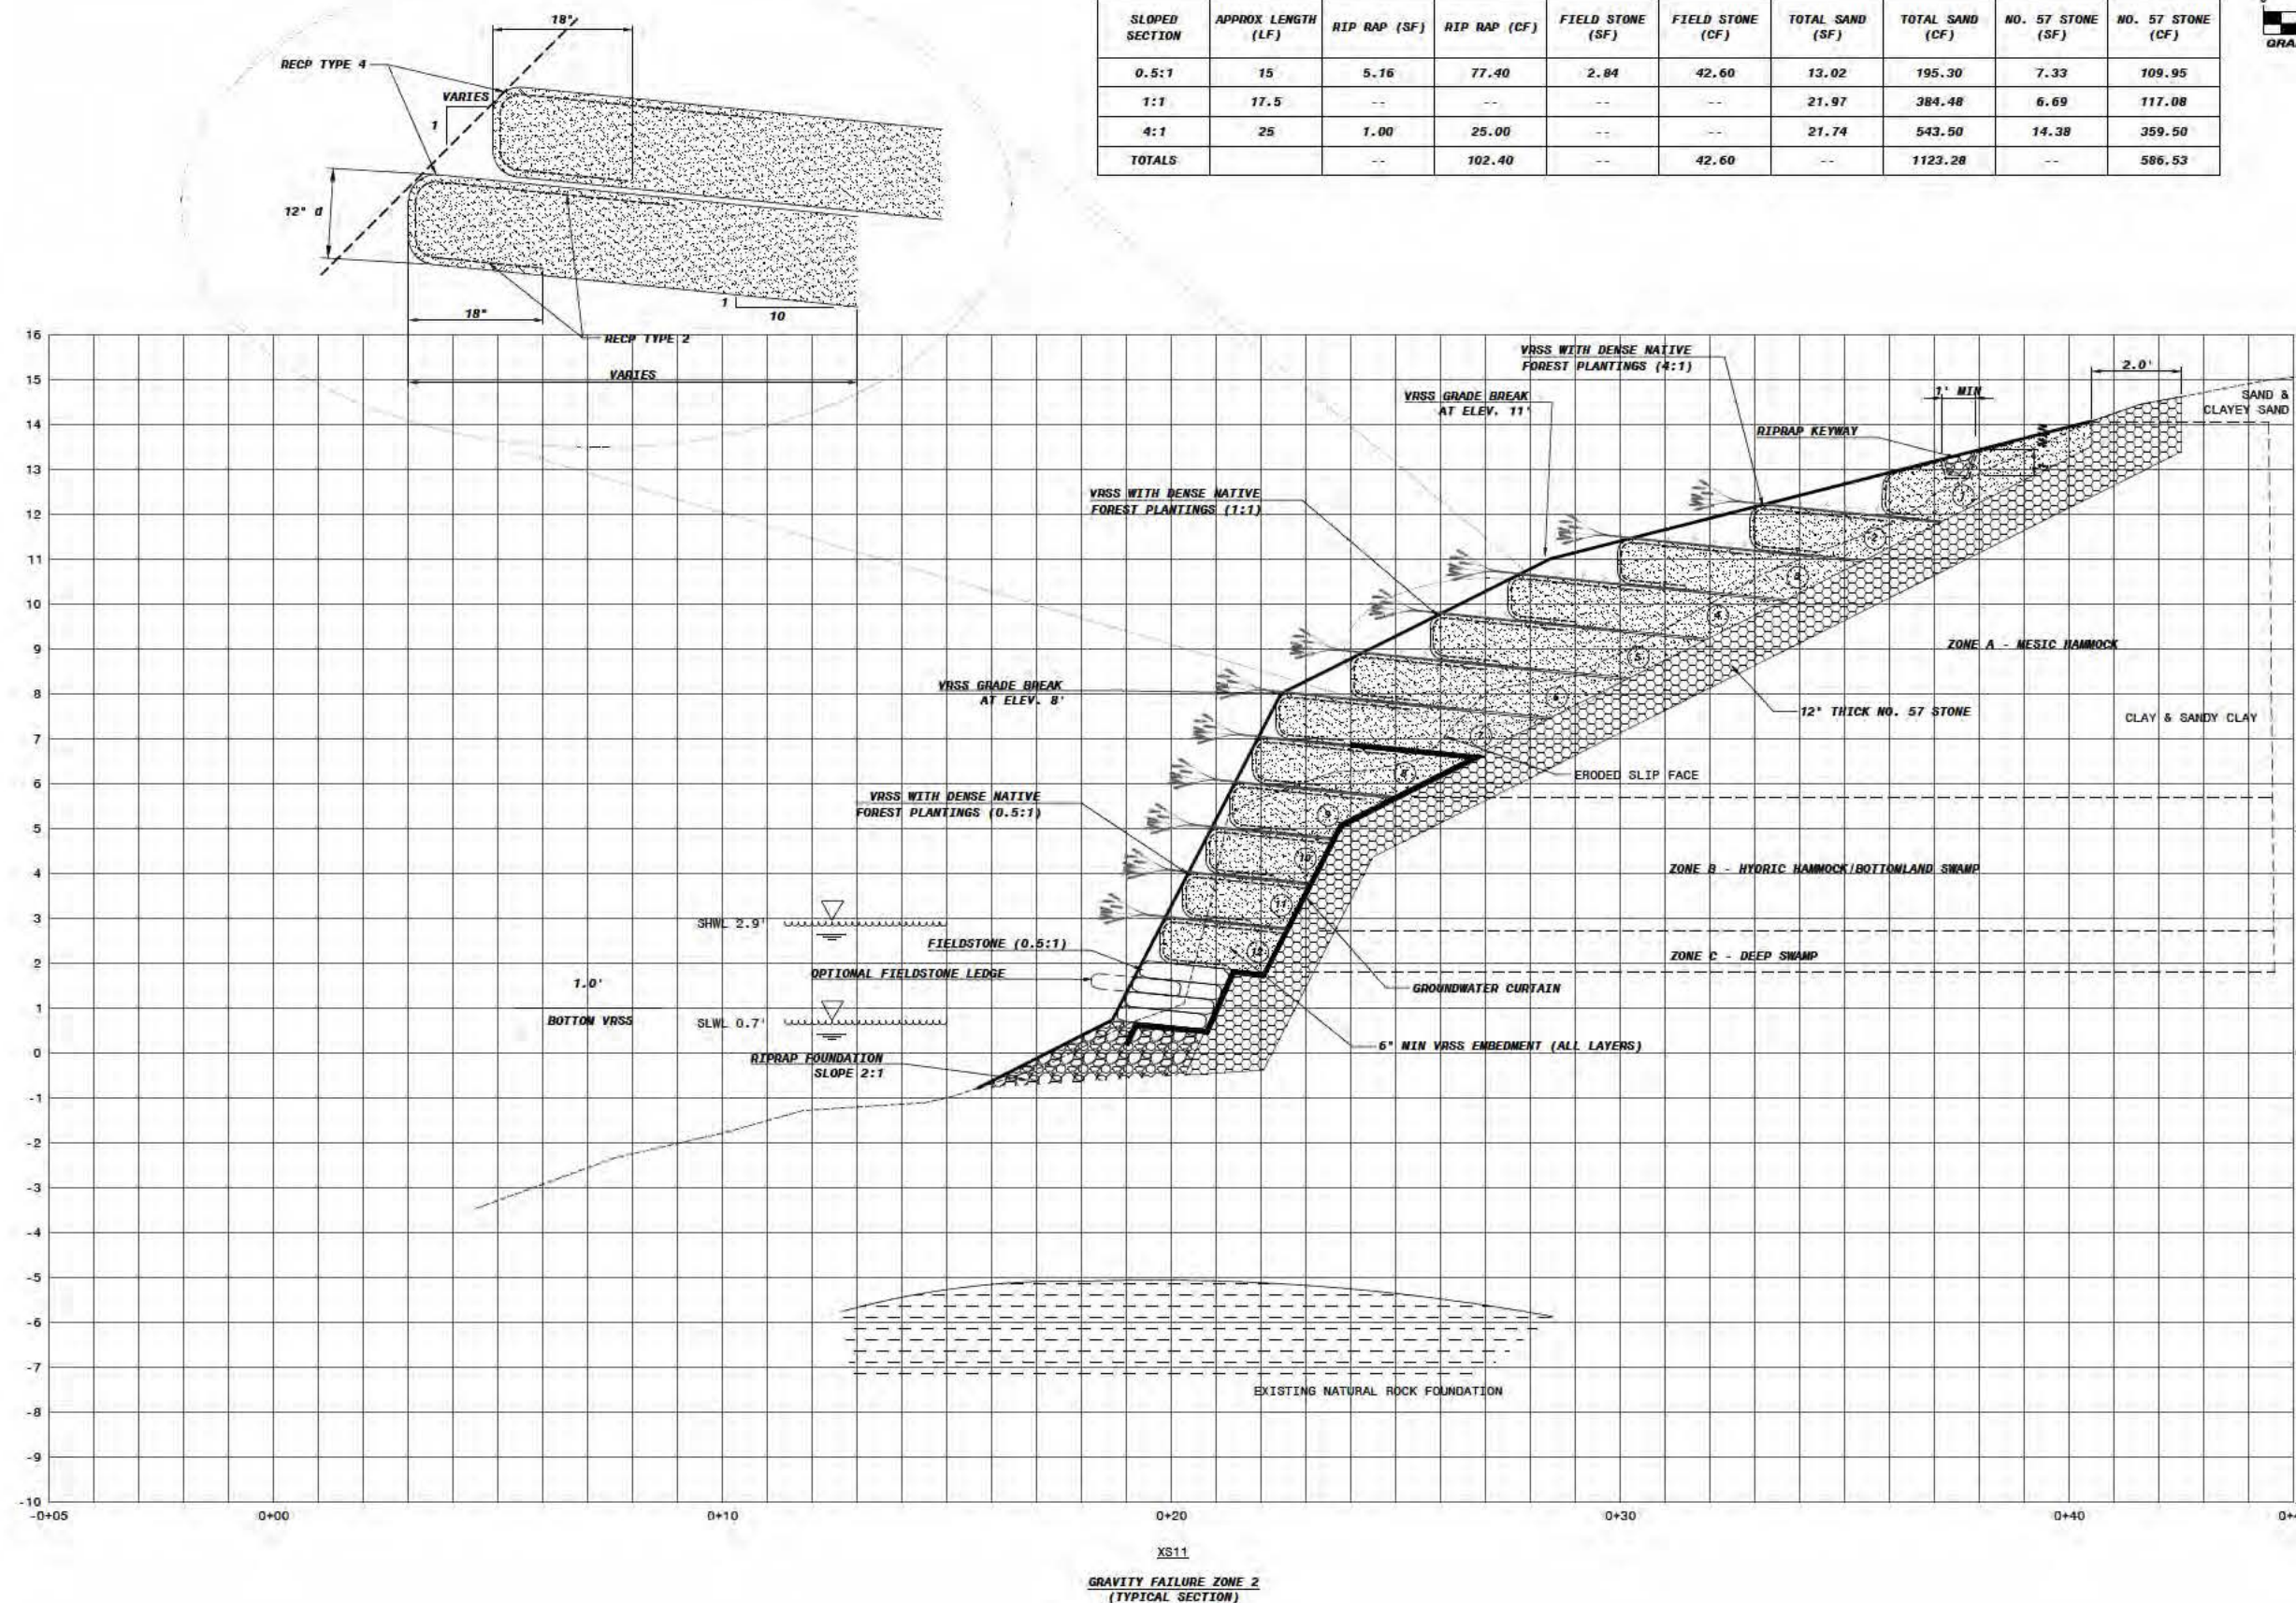 18"
RECP TYPE 4
VARIES
1
12" d
18"
1
10
RECP TYPE 2
VARIES
SLOPED SECTION APPROX LENGTH (LF) RIP RAP (SF) RIP RAP (CF) FIELD STONE (SF) FIELD STONE (CF) TOTAL SAND (SF) TOTAL SAND (CF) NO. 57 STONE (SF) NO. 57 STONE (CF)
0.5:1 15 5.16 77.40 2.84 42.60 13.02 195.30 7.33 109.95
1:1 17.5 -- -- -- -- 21.97 384.48 6.69 117.08
4:1 25 1.00 25.00 -- -- 21.74 543.50 14.38 359.50
TOTALS -- 102.40 -- 42.60 -- 1123.28 -- 586.53
16
15
14
13
12
11
10
9
8
7
6
5
4
3
2
1
0
-1
-2
-3
-4
-5
-6
-7
-8
-9
-10
VRSS WITH DENSE NATIVE
FOREST PLANTINGS (4:1)
VRSS GRADE BREAK
AT ELEV. 11'
1' MIN
2.0'
SAND &
CLAYEY SAND
RIPRAP KEYWAY
VRSS WITH DENSE NATIVE
FOREST PLANTINGS (1:1)
1
2
3
4
5
6
7
8
9
10
11
12
ZONE A - MESIC HAMMOCK
VRSS GRADE BREAK
AT ELEV. 8'
12" THICK NO. 57 STONE
CLAY & SANDY CLAY
ERODED SLIP FACE
VRSS WITH DENSE NATIVE
FOREST PLANTINGS (0.5:1)
ZONE B - HYDRIC HAMMOCK/BOTTOMLAND SWAMP
SHWL 2.9'
FIELDSTONE (0.5:1)
ZONE C - DEEP SWAMP
OPTIONAL FIELDSTONE LEDGE
1.0'
BOTTON VRSS
GROUNDWATER CURTAIN
SLWL 0.7'
6" MIN VRSS EMBEDMENT (ALL LAYERS)
RIPRAP FOUNDATION
SLOPE 2:1
EXISTING NATURAL ROCK FOUNDATION
-0+05 0+00 0+10 0+20 0+30 0+40
XS11
GRAVITY FAILURE ZONE 2
(TYPICAL SECTION)